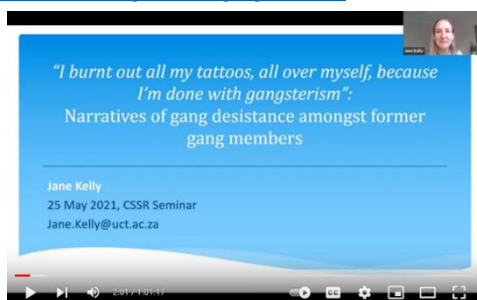 Jane Kelly
"I burnt out all my tattoos, all over myself, because
I'm done with gangsterism":
Narratives of gang desistance amongst former
gang members
Jane Kelly
25 May 2021, CSSR Seminar
Jane.Kelly@uct.ac.za
2:01 / 1:01:17
CC